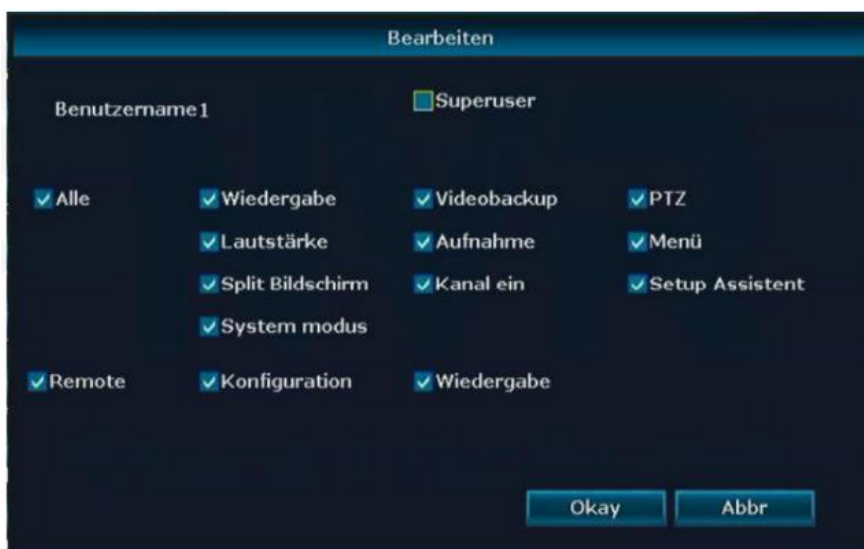 Bearbeiten
Benutzername1 Superuser
Alle Wiedergabe Videobackup PTZ
Lautstärke Aufnahme Menü
Split Bildschirm Kanal ein Setup Assistent
System modus
Remote Konfiguration Wiedergabe
Okay Abbr